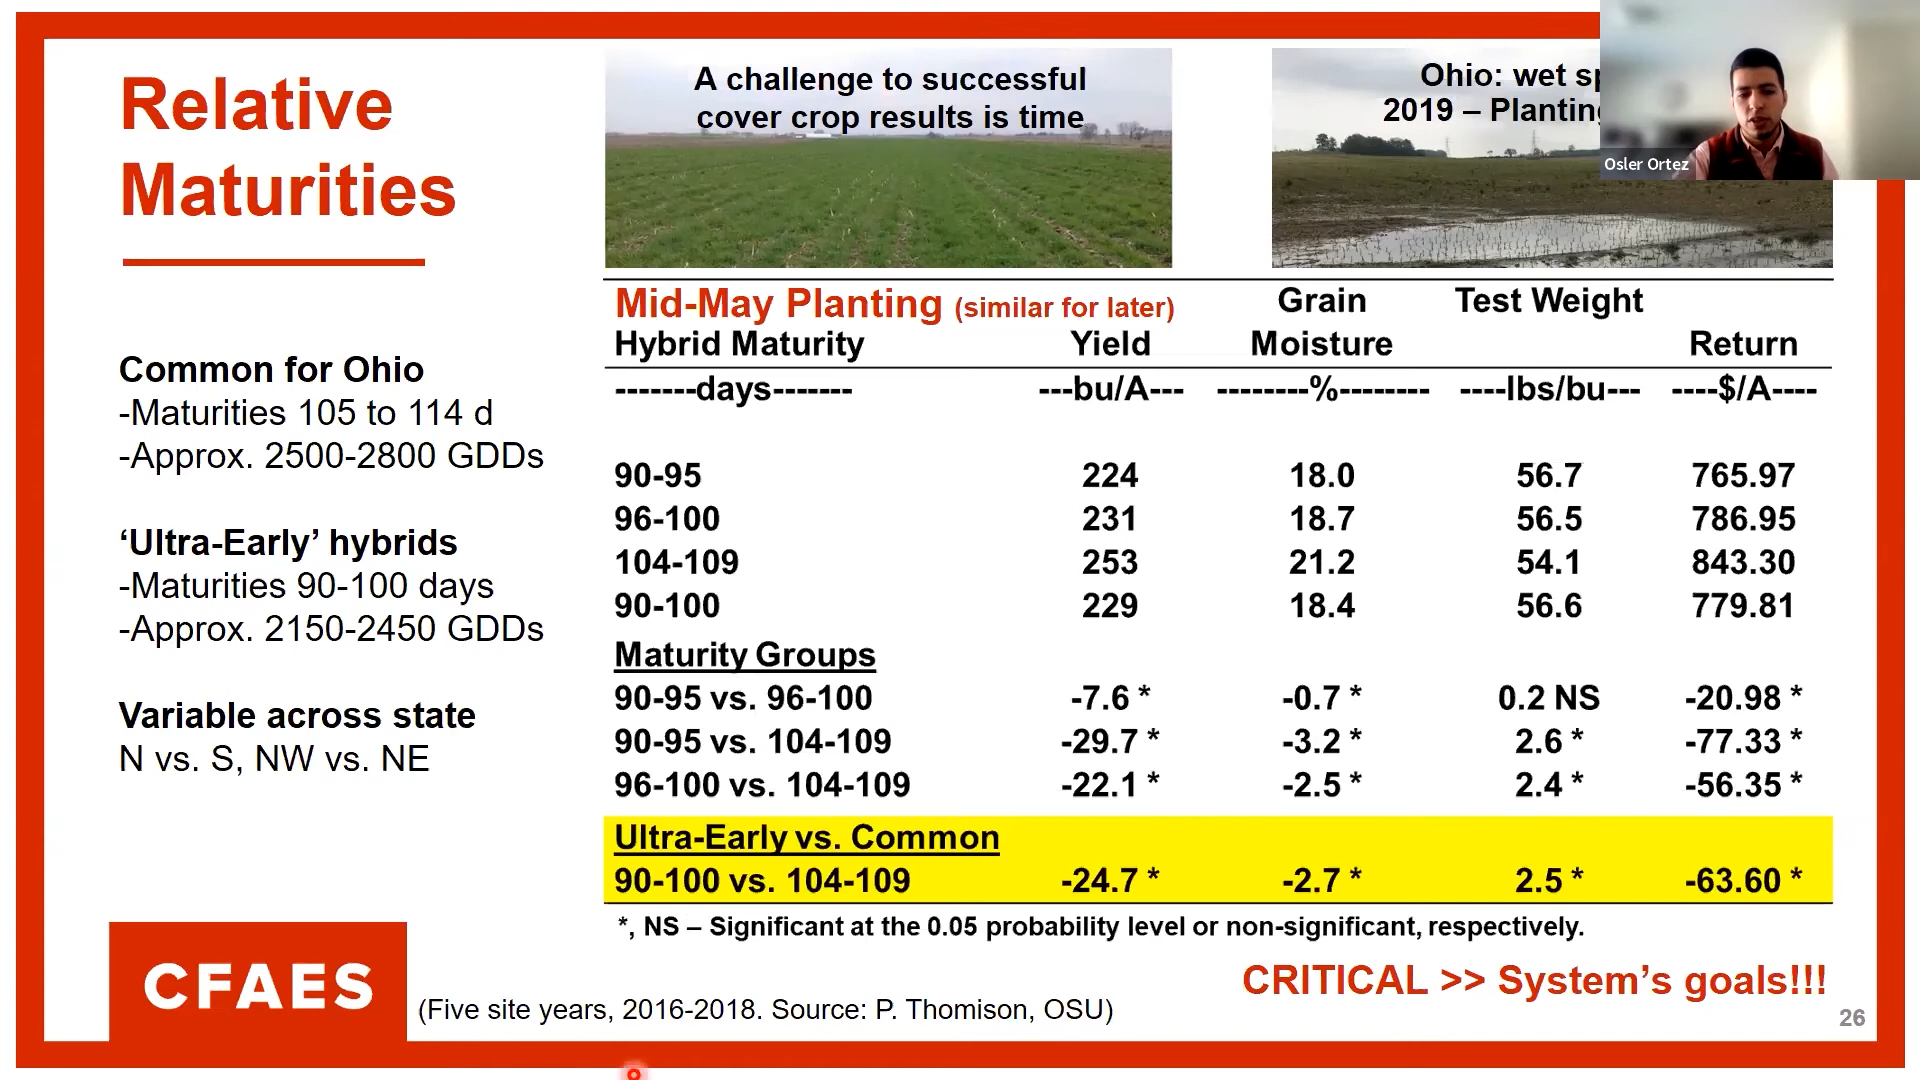 Relative
Maturities
A challenge to successful
cover crop results is time
Ohio: wet
2019 – Planting
Osler Ortez
Common for Ohio
-Maturities 105 to 114 d
-Approx. 2500-2800 GDDs
‘Ultra-Early’ hybrids
-Maturities 90-100 days
-Approx. 2150-2450 GDDs
Variable across state
N vs. S, NW vs. NE
Mid-May Planting (similar for later) Grain Test Weight
Hybrid Maturity Yield Moisture Return
-------days------- ---bu/A--- --------%-------- ----lbs/bu--- ----$/A----
90-95 224 18.0 56.7 765.97
96-100 231 18.7 56.5 786.95
104-109 253 21.2 54.1 843.30
90-100 229 18.4 56.6 779.81
Maturity Groups
90-95 vs. 96-100 -7.6 * -0.7 * 0.2 NS -20.98 *
90-95 vs. 104-109 -29.7 * -3.2 * 2.6 * -77.33 *
96-100 vs. 104-109 -22.1 * -2.5 * 2.4 * -56.35 *
Ultra-Early vs. Common
90-100 vs. 104-109 -24.7 * -2.7 * 2.5 * -63.60 *
*, NS – Significant at the 0.05 probability level or non-significant, respectively.
CRITICAL >> System’s goals!!!
CFAES
(Five site years, 2016-2018. Source: P. Thomison, OSU)
26